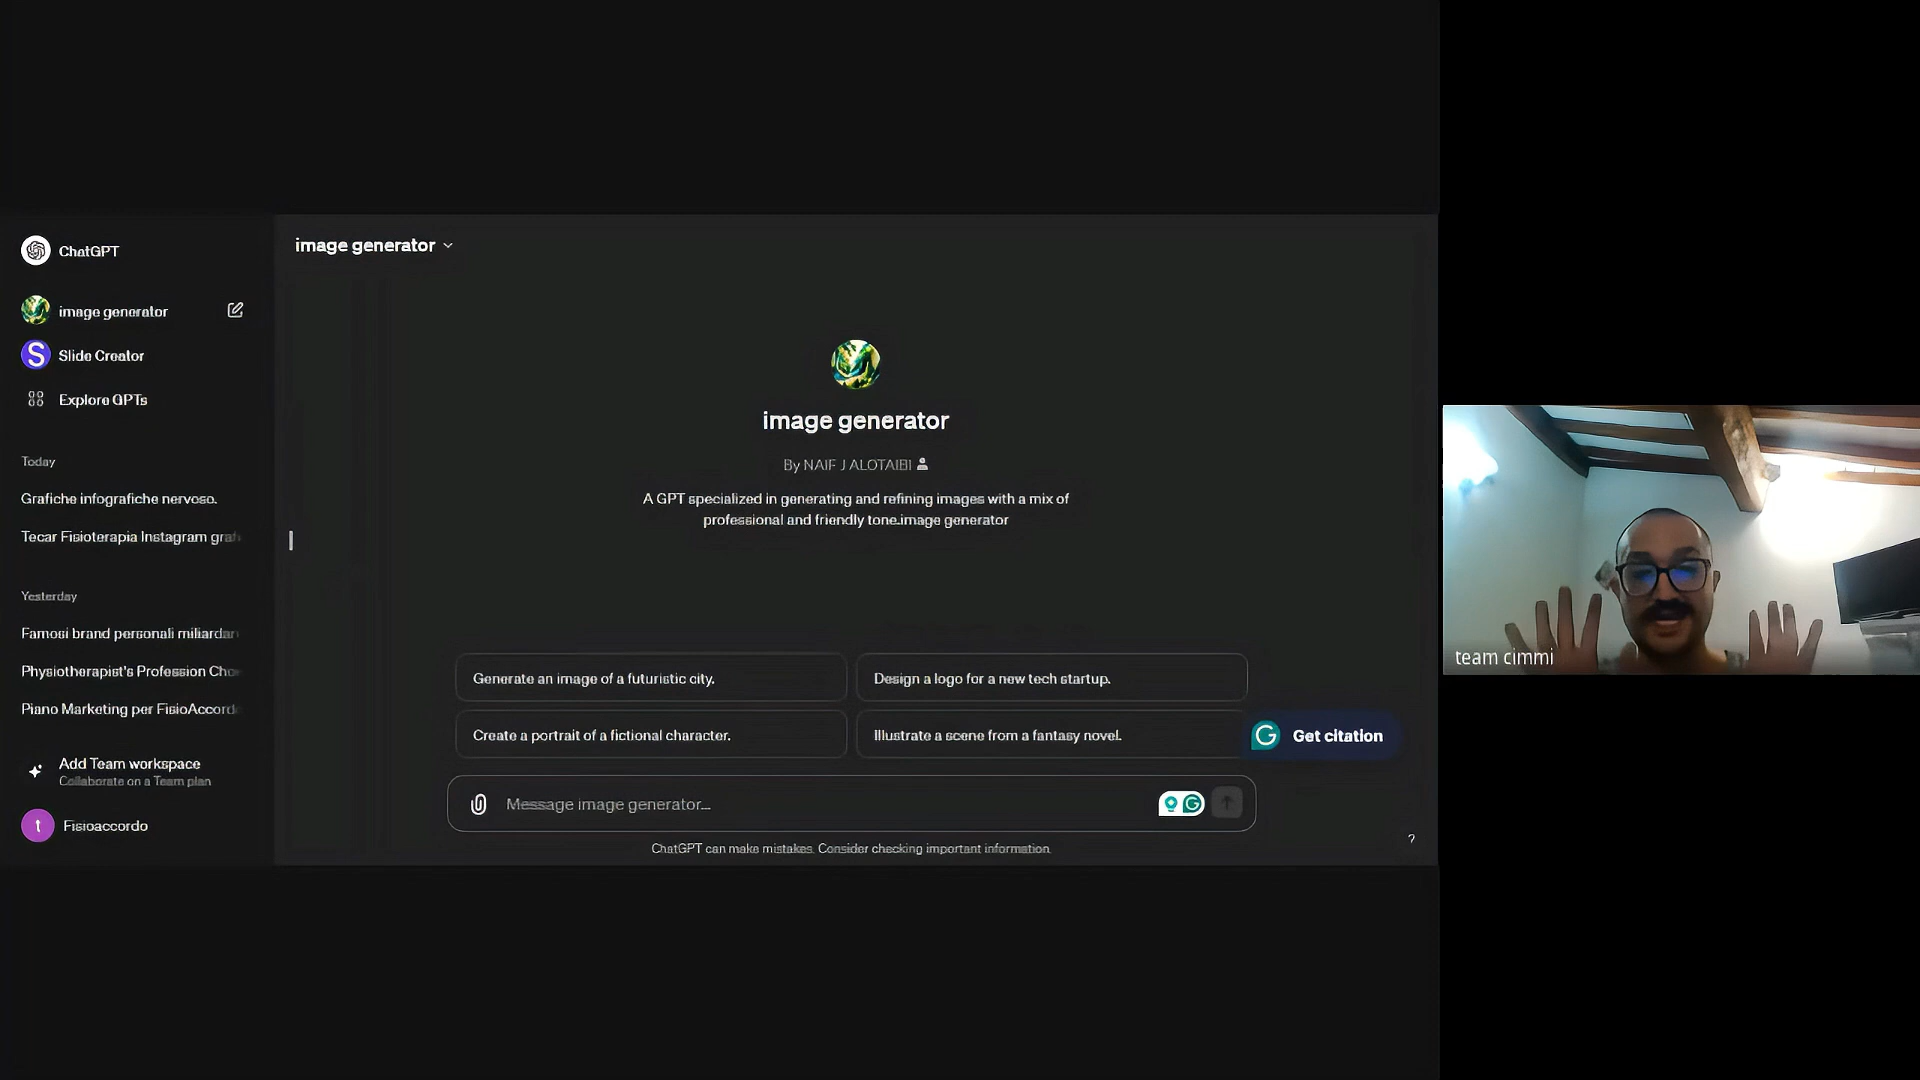 ChatGPT
image generator
Slide Creator
Explore GPTs
Today
Grafiche infografiche nervoso.
Tecar Fisioterapia Instagram graf
Yesterday
Famosi brand personali miliardari
Physiotherapist's Profession Cho
Piano Marketing per FisioAccord
Add Team workspace
Collaborate on a Team plan
t
Fisioaccordo
image generator
image generator
By NAIF J ALOTAIBI
A GPT specialized in generating and refining images with a mix of
professional and friendly tone.image generator
Generate an image of a futuristic city.
Design a logo for a new tech startup.
Create a portrait of a fictional character.
Illustrate a scene from a fantasy novel.
Get citation
Message image generator...
ChatGPT can make mistakes. Consider checking important information.
?
team cimmi